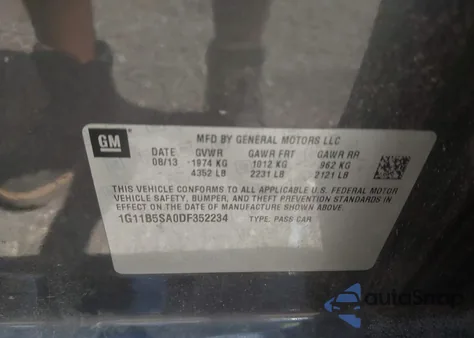 GM
MFD BY GENERAL MOTORS LLC
DATE GVWR GAWR FRT GAWR RR
08/13 1974 KG 1012 KG 962 KG
4352 LB 2231 LB 2121 LB
THIS VEHICLE CONFORMS TO ALL APPLICABLE U.S. FEDERAL MOTOR
VEHICLE SAFETY, BUMPER, AND THEFT PREVENTION STANDARDS IN
EFFECT ON THE DATE OF MANUFACTURE SHOWN ABOVE.
1G11B5SA0DF352234 TYPE: PASS CAR
autoSnap